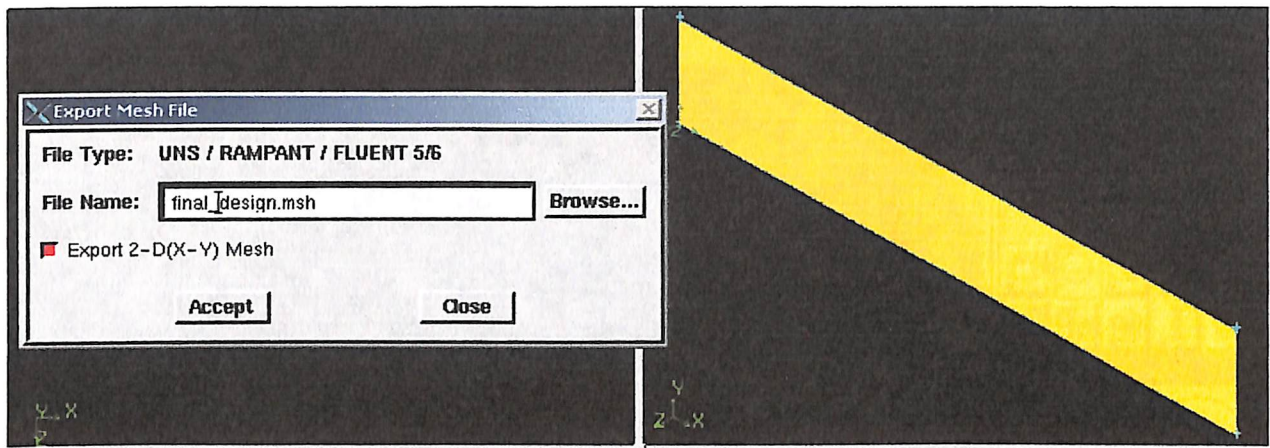 Export Mesh File
File Type: UNS / RAMPANT / FLUENT 5/6
File Name: final_design.msh Browse...
Export 2-D(X-Y) Mesh
Accept Close
Y X
Z
Y
Z X